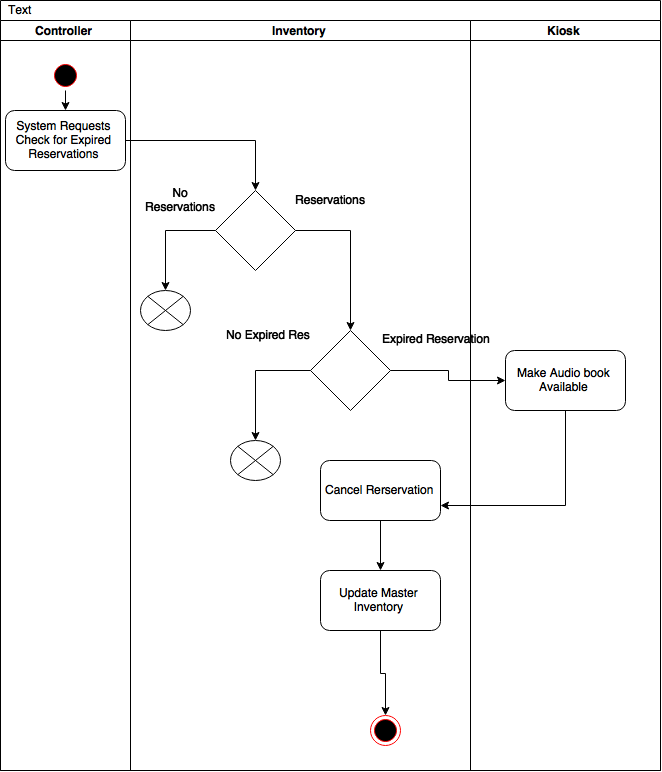 Text
Controller
Inventory
Kiosk
System Requests
Check for Expired
Reservations
No
Reservations
Reservations
No Expired Res
Expired Reservation
Make Audio book
Available
Cancel Rerservation
Update Master
Inventory